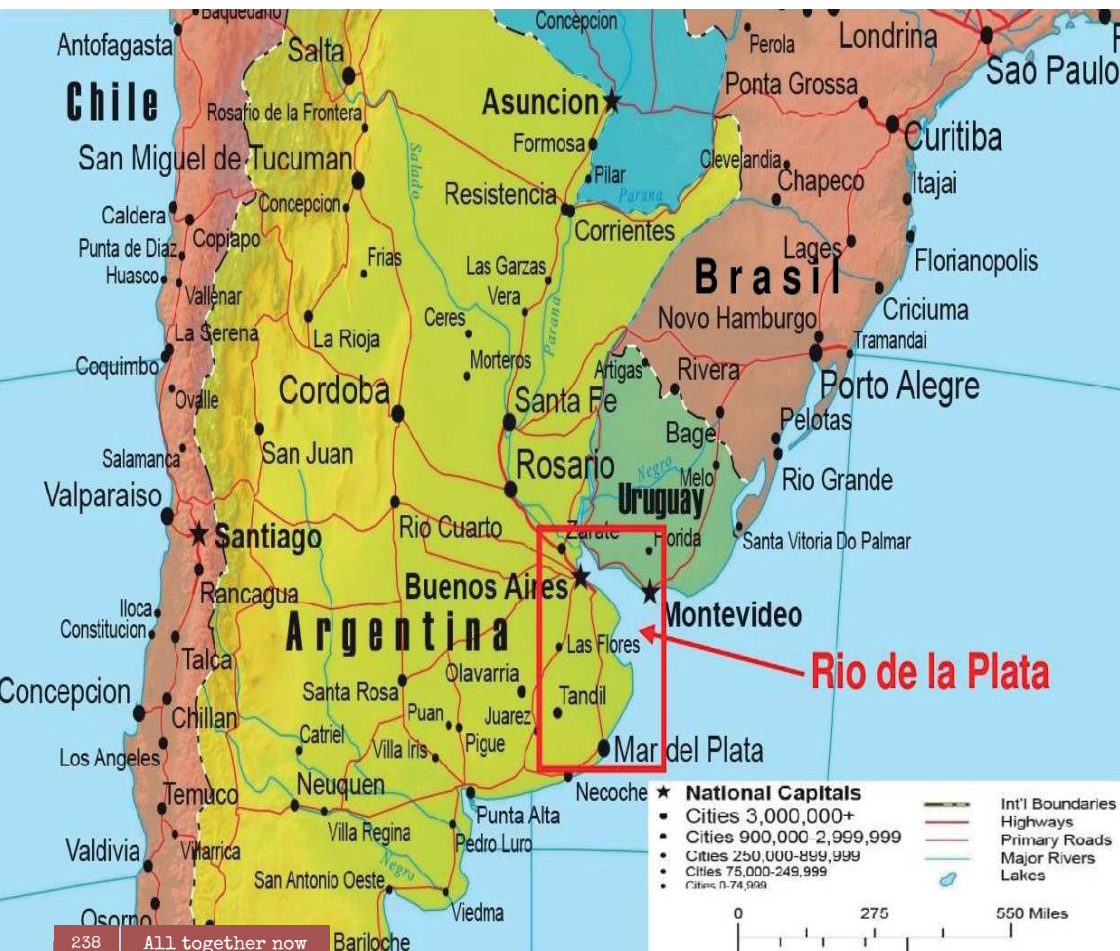 Baquedano
Concepcion
Antofagasta
Salta
Perola
Londrina
Sao Paulo
Ponta Grossa
Chile
Asuncion
Rosario de la Frontera
Curitiba
Formosa
San Miguel de Tucuman
Clevelandia
Pilar
Salado
Chapeco
Itajai
Resistencia
Parana
Concepcion
Caldera
Corrientes
Copiapo
Punta de Diaz
Lages
Florianopolis
Frias
Las Garzas
Huasco
Brasil
Vallenar
Vera
Criciuma
Ceres
Novo Hamburgo
La Serena
La Rioja
Parana
Tramandai
Coquimbo
Morteros
Artigas
Rivera
Porto Alegre
Cordoba
Ovalle
Santa Fe
Pelotas
Bage
San Juan
Salamanca
Rosario
Negro
Melo
Rio Grande
Valparaiso
Uruguay
Rio Cuarto
Zarate
Santiago
Florida
Santa Vitoria Do Palmar
Buenos Aires
Rancagua
Iloca
Montevideo
Constitucion
Argentina
Las Flores
Talca
Rio de la Plata
Olavarria
Concepcion
Santa Rosa
Tandil
Chillan
Puan
Juarez
Catriel
Pigue
Los Angeles
Villa Iris
Mar del Plata
Neuquen
Necoche
Temuco
Punta Alta
Villa Regina
Pedro Luro
Valdivia
Villarrica
Negro
San Antonio Oeste
Viedma
Osorno
Bariloche
National Capitals
Cities 3,000,000+
Cities 900,000-2,999,999
Cities 250,000-899,999
Cities 75,000-249,999
Cities 0-74,999
Int'l Boundaries
Highways
Primary Roads
Major Rivers
Lakes
0 275 550 Miles
238 All together now